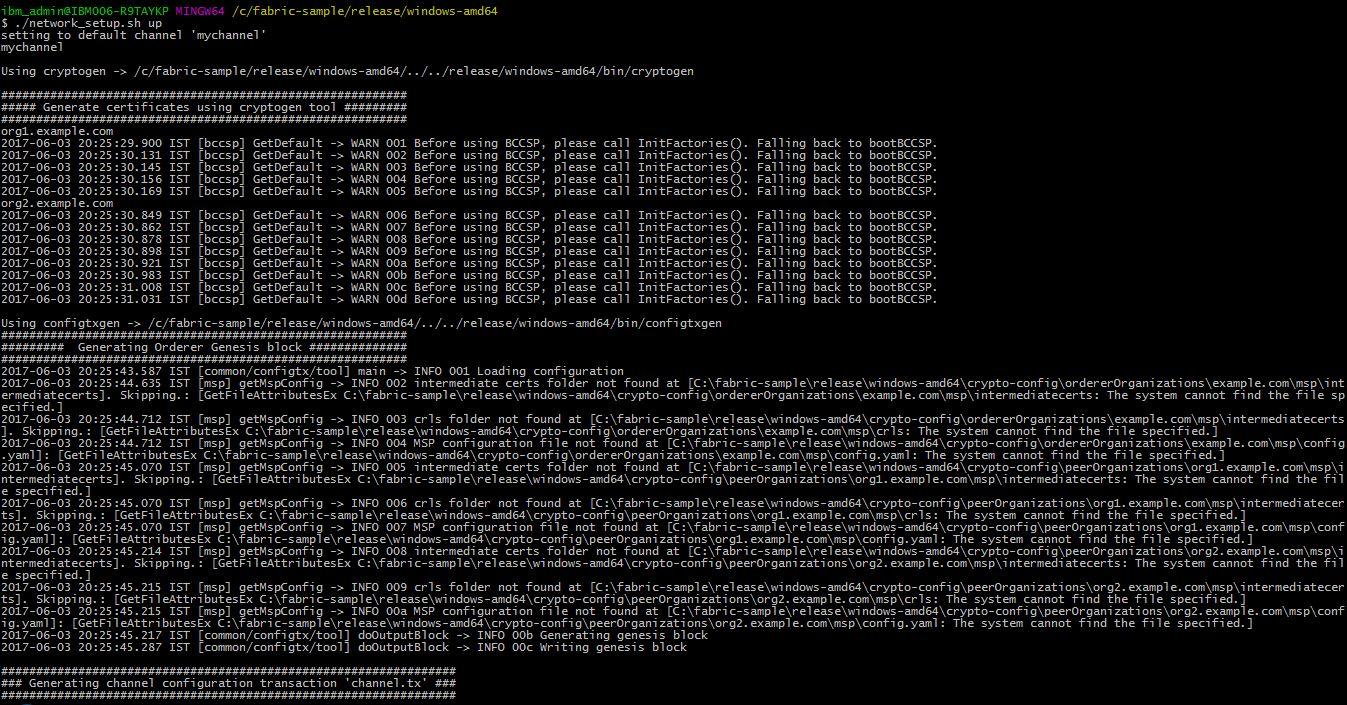 ibm_admin@IBM006-R9TAYKP MINGW64 /c/fabric-sample/release/windows-amd64
$ ./network_setup.sh up
setting to default channel 'mychannel'
mychannel
Using cryptogen -> /c/fabric-sample/release/windows-amd64/../../release/windows-amd64/bin/cryptogen
##########################################################
##### Generate certificates using cryptogen tool #########
##########################################################
org1.example.com
2017-06-03 20:25:29.900 IST [bccsp] GetDefault -> WARN 001 Before using BCCSP, please call InitFactories(). Falling back to bootBCCSP.
2017-06-03 20:25:30.131 IST [bccsp] GetDefault -> WARN 002 Before using BCCSP, please call InitFactories(). Falling back to bootBCCSP.
2017-06-03 20:25:30.145 IST [bccsp] GetDefault -> WARN 003 Before using BCCSP, please call InitFactories(). Falling back to bootBCCSP.
2017-06-03 20:25:30.156 IST [bccsp] GetDefault -> WARN 004 Before using BCCSP, please call InitFactories(). Falling back to bootBCCSP.
2017-06-03 20:25:30.169 IST [bccsp] GetDefault -> WARN 005 Before using BCCSP, please call InitFactories(). Falling back to bootBCCSP.
org2.example.com
2017-06-03 20:25:30.849 IST [bccsp] GetDefault -> WARN 006 Before using BCCSP, please call InitFactories(). Falling back to bootBCCSP.
2017-06-03 20:25:30.862 IST [bccsp] GetDefault -> WARN 007 Before using BCCSP, please call InitFactories(). Falling back to bootBCCSP.
2017-06-03 20:25:30.878 IST [bccsp] GetDefault -> WARN 008 Before using BCCSP, please call InitFactories(). Falling back to bootBCCSP.
2017-06-03 20:25:30.898 IST [bccsp] GetDefault -> WARN 009 Before using BCCSP, please call InitFactories(). Falling back to bootBCCSP.
2017-06-03 20:25:30.921 IST [bccsp] GetDefault -> WARN 00a Before using BCCSP, please call InitFactories(). Falling back to bootBCCSP.
2017-06-03 20:25:30.983 IST [bccsp] GetDefault -> WARN 00b Before using BCCSP, please call InitFactories(). Falling back to bootBCCSP.
2017-06-03 20:25:31.008 IST [bccsp] GetDefault -> WARN 00c Before using BCCSP, please call InitFactories(). Falling back to bootBCCSP.
2017-06-03 20:25:31.031 IST [bccsp] GetDefault -> WARN 00d Before using BCCSP, please call InitFactories(). Falling back to bootBCCSP.
Using configtxgen -> /c/fabric-sample/release/windows-amd64/../../release/windows-amd64/bin/configtxgen
##########################################################
#########  Generating Orderer Genesis block ##############
##########################################################
2017-06-03 20:25:43.587 IST [common/configtx/tool] main -> INFO 001 Loading configuration
2017-06-03 20:25:44.635 IST [msp] getMspConfig -> INFO 002 intermediate certs folder not found at [C:\fabric-sample\release\windows-amd64\crypto-config\ordererOrganizations\example.com\msp\int
ermediatecerts]. Skipping.: [GetFileAttributesEx C:\fabric-sample\release\windows-amd64\crypto-config\ordererOrganizations\example.com\msp\intermediatecerts: The system cannot find the file sp
ecified.]
2017-06-03 20:25:44.712 IST [msp] getMspConfig -> INFO 003 crls folder not found at [C:\fabric-sample\release\windows-amd64\crypto-config\ordererOrganizations\example.com\msp\intermediatecerts
]. Skipping.: [GetFileAttributesEx C:\fabric-sample\release\windows-amd64\crypto-config\ordererOrganizations\example.com\msp\crls: The system cannot find the file specified.]
2017-06-03 20:25:44.712 IST [msp] getMspConfig -> INFO 004 MSP configuration file not found at [C:\fabric-sample\release\windows-amd64\crypto-config\ordererOrganizations\example.com\msp\config
.yaml]: [GetFileAttributesEx C:\fabric-sample\release\windows-amd64\crypto-config\ordererOrganizations\example.com\msp\config.yaml: The system cannot find the file specified.]
2017-06-03 20:25:45.070 IST [msp] getMspConfig -> INFO 005 intermediate certs folder not found at [C:\fabric-sample\release\windows-amd64\crypto-config\peerOrganizations\org1.example.com\msp\i
ntermediatecerts]. Skipping.: [GetFileAttributesEx C:\fabric-sample\release\windows-amd64\crypto-config\peerOrganizations\org1.example.com\msp\intermediatecerts: The system cannot find the fil
e specified.]
2017-06-03 20:25:45.070 IST [msp] getMspConfig -> INFO 006 crls folder not found at [C:\fabric-sample\release\windows-amd64\crypto-config\peerOrganizations\org1.example.com\msp\intermediatecer
ts]. Skipping.: [GetFileAttributesEx C:\fabric-sample\release\windows-amd64\crypto-config\peerOrganizations\org1.example.com\msp\crls: The system cannot find the file specified.]
2017-06-03 20:25:45.070 IST [msp] getMspConfig -> INFO 007 MSP configuration file not found at [C:\fabric-sample\release\windows-amd64\crypto-config\peerOrganizations\org1.example.com\msp\conf
ig.yaml]: [GetFileAttributesEx C:\fabric-sample\release\windows-amd64\crypto-config\peerOrganizations\org1.example.com\msp\config.yaml: The system cannot find the file specified.]
2017-06-03 20:25:45.214 IST [msp] getMspConfig -> INFO 008 intermediate certs folder not found at [C:\fabric-sample\release\windows-amd64\crypto-config\peerOrganizations\org2.example.com\msp\i
ntermediatecerts]. Skipping.: [GetFileAttributesEx C:\fabric-sample\release\windows-amd64\crypto-config\peerOrganizations\org2.example.com\msp\intermediatecerts: The system cannot find the fil
e specified.]
2017-06-03 20:25:45.215 IST [msp] getMspConfig -> INFO 009 crls folder not found at [C:\fabric-sample\release\windows-amd64\crypto-config\peerOrganizations\org2.example.com\msp\intermediatecer
ts]. Skipping.: [GetFileAttributesEx C:\fabric-sample\release\windows-amd64\crypto-config\peerOrganizations\org2.example.com\msp\crls: The system cannot find the file specified.]
2017-06-03 20:25:45.215 IST [msp] getMspConfig -> INFO 00a MSP configuration file not found at [C:\fabric-sample\release\windows-amd64\crypto-config\peerOrganizations\org2.example.com\msp\conf
ig.yaml]: [GetFileAttributesEx C:\fabric-sample\release\windows-amd64\crypto-config\peerOrganizations\org2.example.com\msp\config.yaml: The system cannot find the file specified.]
2017-06-03 20:25:45.217 IST [common/configtx/tool] doOutputBlock -> INFO 00b Generating genesis block
2017-06-03 20:25:45.287 IST [common/configtx/tool] doOutputBlock -> INFO 00c Writing genesis block
#################################################################
### Generating channel configuration transaction 'channel.tx' ###
#################################################################